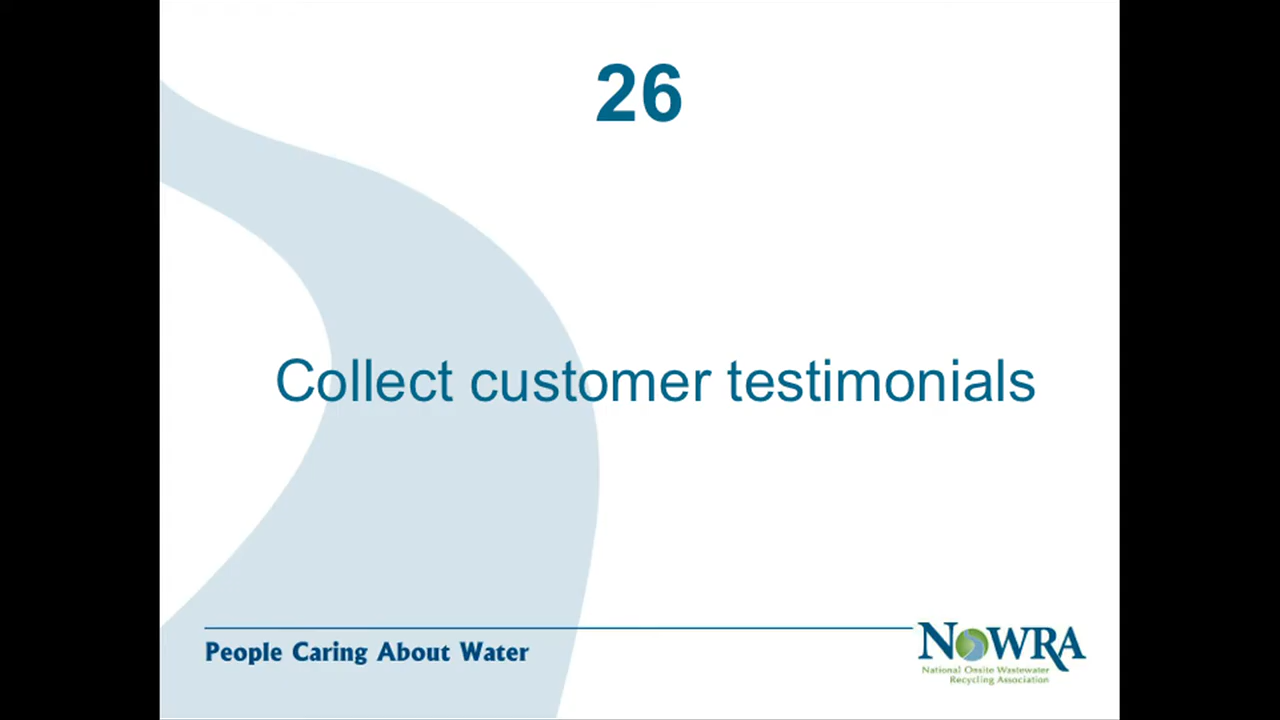 26
Collect customer testimonials
People Caring About Water
NOWRA
National Onsite Wastewater
Recycling Association